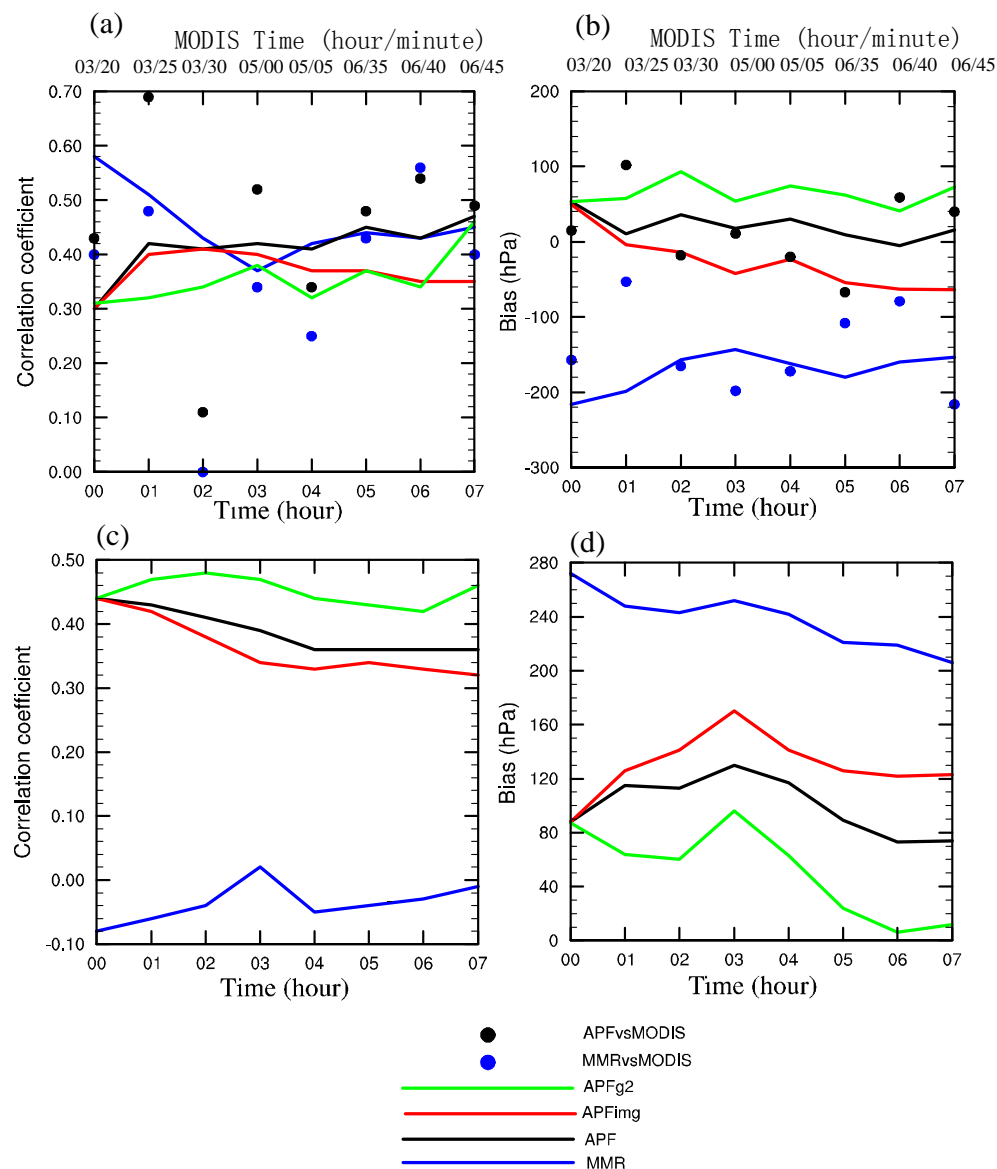 (a)
MODIS Time (hour/minute)
03/20 03/25 03/30 05/00 05/05 06/35 06/40 06/45
0.70
0.60
0.50
0.40
0.30
0.20
0.10
0.00
Correlation coefficient
00 01 02 03 04 05 06 07
Time (hour)
(b)
MODIS Time (hour/minute)
03/20 03/25 03/30 05/00 05/05 06/35 06/40 06/45
200
100
0
-100
-200
-300
Bias (hPa)
00 01 02 03 04 05 06 07
Time (hour)
(c)
0.50
0.40
0.30
0.20
0.10
0.00
-0.10
Correlation coefficient
00 01 02 03 04 05 06 07
Time (hour)
(d)
280
240
200
160
120
80
40
0
Bias (hPa)
00 01 02 03 04 05 06 07
Time (hour)
APFvsMODIS
MMRvsMODIS
APFg2
APFimg
APF
MMR